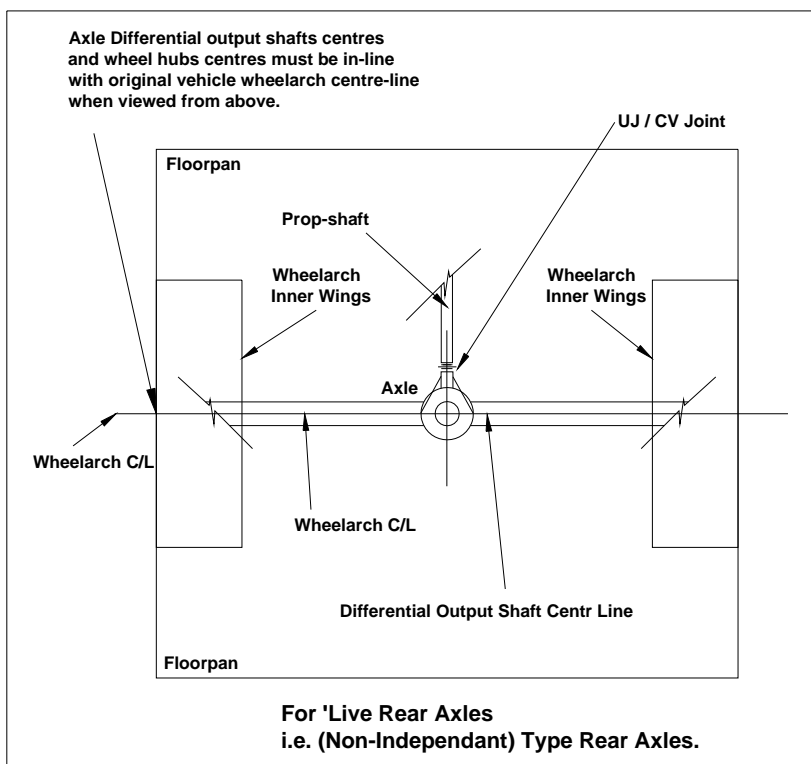 Axle Differential output shafts centres
and wheel hubs centres must be in-line
with original vehicle wheelarch centre-line
when viewed from above.
UJ / CV Joint
Floorpan
Prop-shaft
Wheelarch
Inner Wings
Wheelarch
Inner Wings
Axle
Wheelarch C/L
Wheelarch C/L
Differential Output Shaft Centr Line
Floorpan
For 'Live Rear Axles
i.e. (Non-Independant) Type Rear Axles.